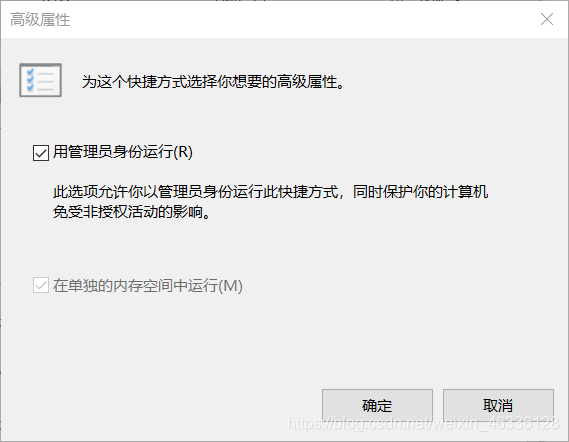 高级属性
为这个快捷方式选择你想要的高级属性。
用管理员身份运行(R)
此选项允许你以管理员身份运行此快捷方式，同时保护你的计算机
免受非授权活动的影响。
在单独的内存空间中运行(M)
确定
取消
https://blog.csdn.net/weixin_48338128